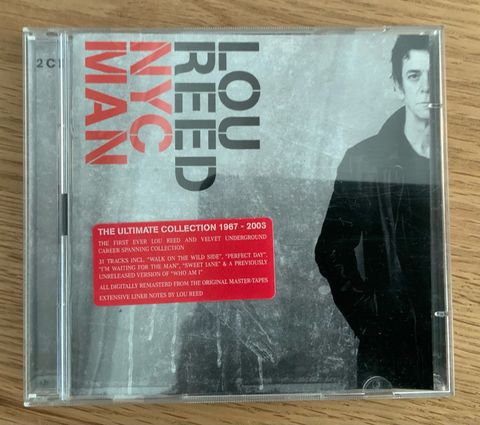 2CD
LOU
REED
NYC
MAN
THE ULTIMATE COLLECTION 1967 - 2003
THE FIRST EVER LOU REED AND VELVET UNDERGROUND
CAREER SPANNING COLLECTION
31 TRACKS INCL. "WALK ON THE WILD SIDE", "PERFECT DAY",
"I'M WAITING FOR THE MAN", "SWEET JANE" & A PREVIOUSLY
UNRELEASED VERSION OF "WHO AM I"
ALL DIGITALLY REMASTERD FROM THE ORIGINAL MASTER-TAPES
EXTENSIVE LINER NOTES BY LOU REED